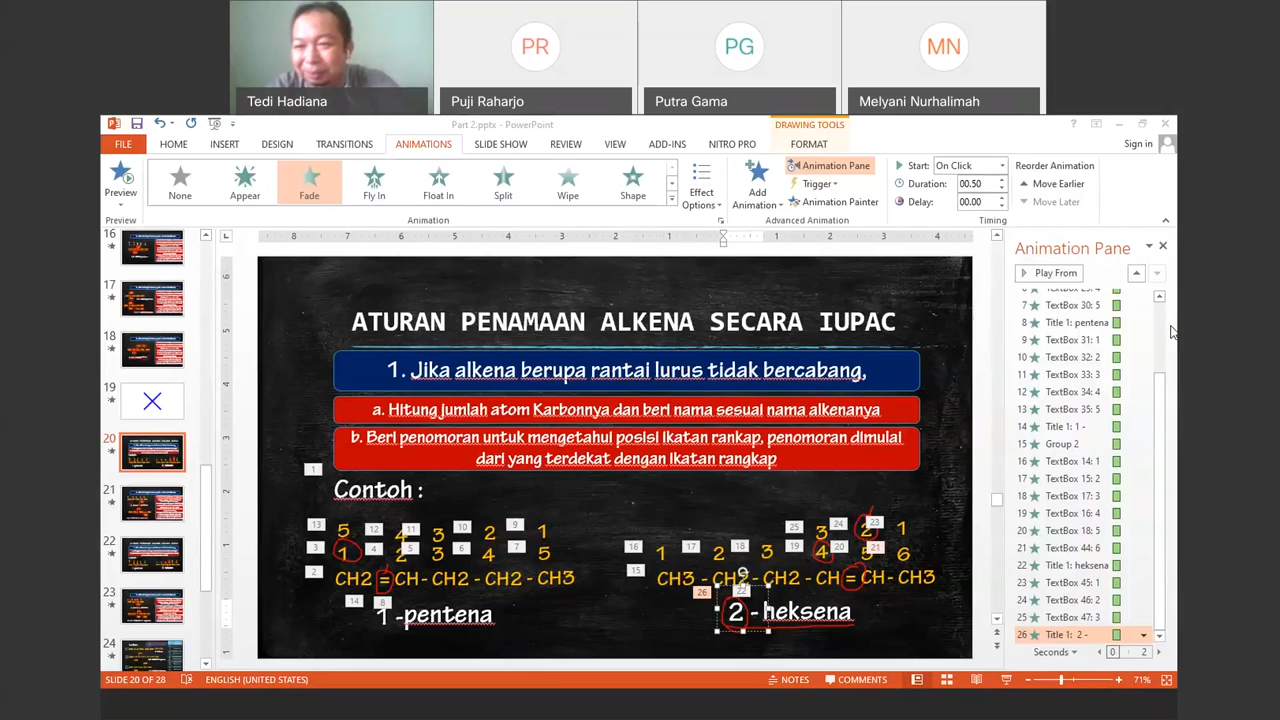 PR
PG
MN
Tedi Hadiana
Puji Raharjo
Putra Gama
Melyani Nurhalimah
Part 2.pptx - PowerPoint
DRAWING TOOLS
FILE HOME INSERT DESIGN TRANSITIONS ANIMATIONS SLIDE SHOW REVIEW VIEW ADD-INS NITRO PRO FORMAT
Sign in
Preview
None Appear Fade Fly In Float In Split Wipe Shape
Effect Options
Add Animation
Animation Pane
Trigger
Animation Painter
Start: On Click
Duration: 00.50
Delay: 00.00
Reorder Animation
Move Earlier
Move Later
Preview Animation Advanced Animation Timing
16
17
18
19
20
21
22
23
24
ATURAN PENAMAAN ALKENA SECARA IUPAC
1. Jika alkena berupa rantai lurus tidak bercabang,
a. Hitung jumlah atom Karbonnya dan beri nama sesuai nama alkenanya
b. Beri penomoran untuk mengetahui posisi ikatan rankap, penomoran dimulai
dari yang terdekat dengan ikatan rangkap
Contoh :
5 4 3 2 1
1 2 3 4 5
CH2 = CH - CH2 - CH2 - CH3
1 -pentena
3 2 1
1 2 3 4 5 6
CH3 - CH2 - CH2 - CH = CH - CH3
2 - heksena
Animation Pane
Play From
7 TextBox 30: 5
8 Title 1: pentena
9 TextBox 31: 1
10 TextBox 32: 2
11 TextBox 33: 3
12 TextBox 34: 4
13 TextBox 35: 5
14 Title 1: 1 -
15 Group 2
16 TextBox 14: 1
17 TextBox 15: 2
18 TextBox 17: 3
19 TextBox 16: 4
20 TextBox 18: 5
21 TextBox 44: 6
22 Title 1: heksena
23 TextBox 45: 1
24 TextBox 46: 2
25 TextBox 47: 3
26 Title 1: 2 -
Seconds 0 2
SLIDE 20 OF 28 ENGLISH (UNITED STATES) NOTES COMMENTS 71%